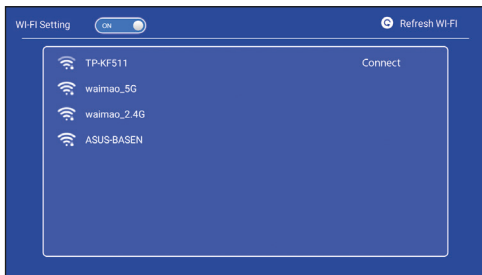 WI-FI Setting ON Refresh WI-FI
TP-KF511 Connect
waimao_5G
waimao_2.4G
ASUS-BASEN